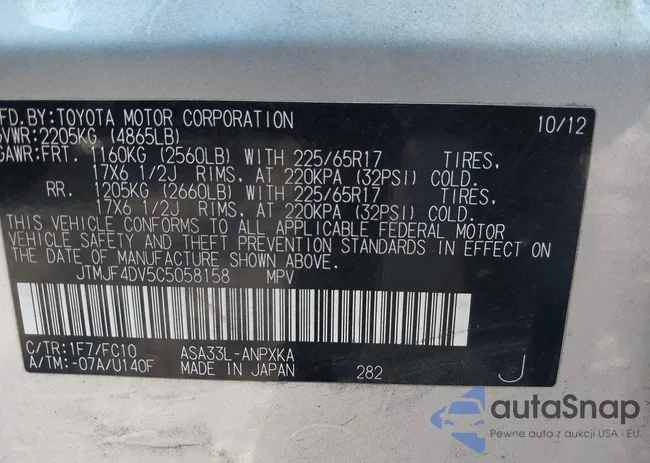 FD.BY:TOYOTA MOTOR CORPORATION 10/12
GVWR:2205KG (4865LB)
GAWR:FRT. 1160KG (2560LB) WITH 225/65R17 TIRES,
17X6 1/2J RIMS, AT 220KPA (32PSI) COLD.
RR. 1205KG (2660LB) WITH 225/65R17 TIRES,
17X6 1/2J RIMS, AT 220KPA (32PSI) COLD.
THIS VEHICLE CONFORMS TO ALL APPLICABLE FEDERAL MOTOR
VEHICLE SAFETY AND THEFT PREVENTION STANDARDS IN EFFECT ON
THE DATE OF MANUFACTURE SHOWN ABOVE.
JTMJF4DV5C5058158 MPV
C/TR:1F7/FC10 ASA33L-ANPXKA
A/TM:-07A/U140F MADE IN JAPAN 282 J
autaSnap
Pewne auta z aukcji USA i EU.